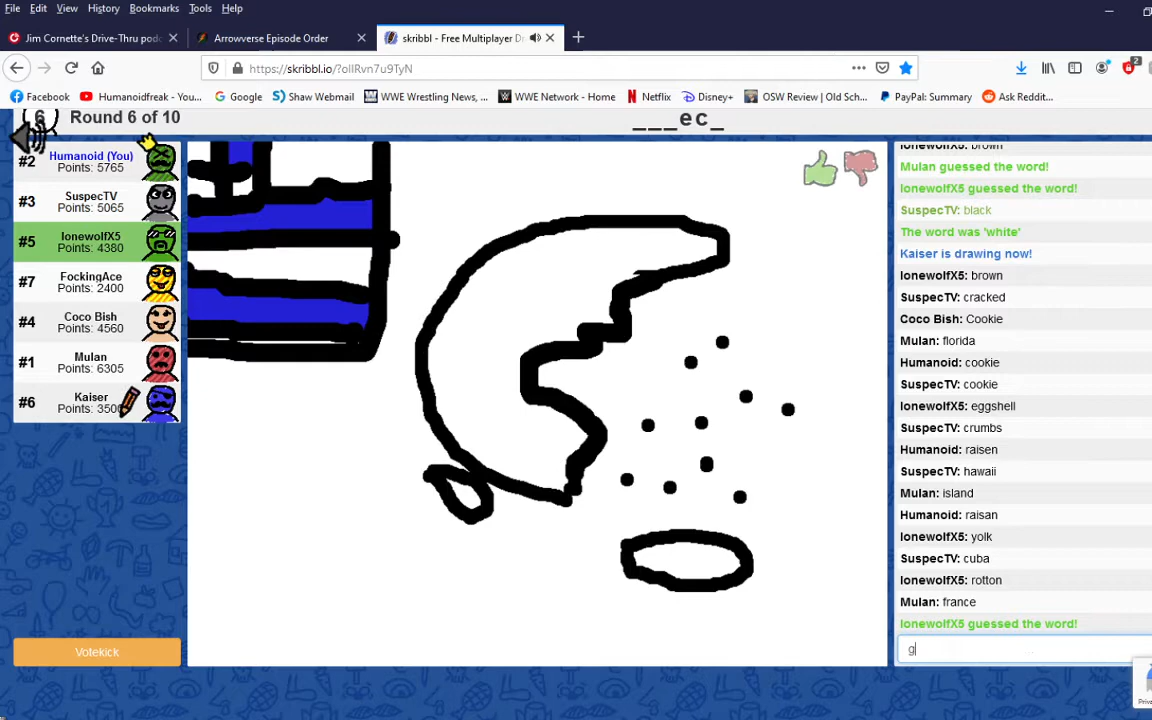 File Edit View History Bookmarks Tools Help
Jim Cornette's Drive-Thru pod
Arrowverse Episode Order
skribbl - Free Multiplayer D
https://skribbl.io/?olIRvn7u9TyN
2
Facebook Humanoidfreak - You... Google Shaw Webmail WWE Wrestling News, ... WWE Network - Home Netflix Disney+ OSW Review | Old Sch... PayPal: Summary Ask Reddit...
6 Round 6 of 10
___ec_
#2 Humanoid (You)
Points: 5765
#3 SuspecTV
Points: 5065
#5 lonewolfX5
Points: 4380
#7 FockingAce
Points: 2400
#4 Coco Bish
Points: 4560
#1 Mulan
Points: 6305
#6 Kaiser
Points: 3500
Votekick
lonewolfX5: brown
Mulan guessed the word!
lonewolfX5 guessed the word!
SuspecTV: black
The word was 'white'
Kaiser is drawing now!
lonewolfX5: brown
SuspecTV: cracked
Coco Bish: Cookie
Mulan: florida
Humanoid: cookie
SuspecTV: cookie
lonewolfX5: eggshell
SuspecTV: crumbs
Humanoid: raisen
SuspecTV: hawaii
Mulan: island
Humanoid: raisan
lonewolfX5: yolk
SuspecTV: cuba
lonewolfX5: rotton
Mulan: france
lonewolfX5 guessed the word!
g